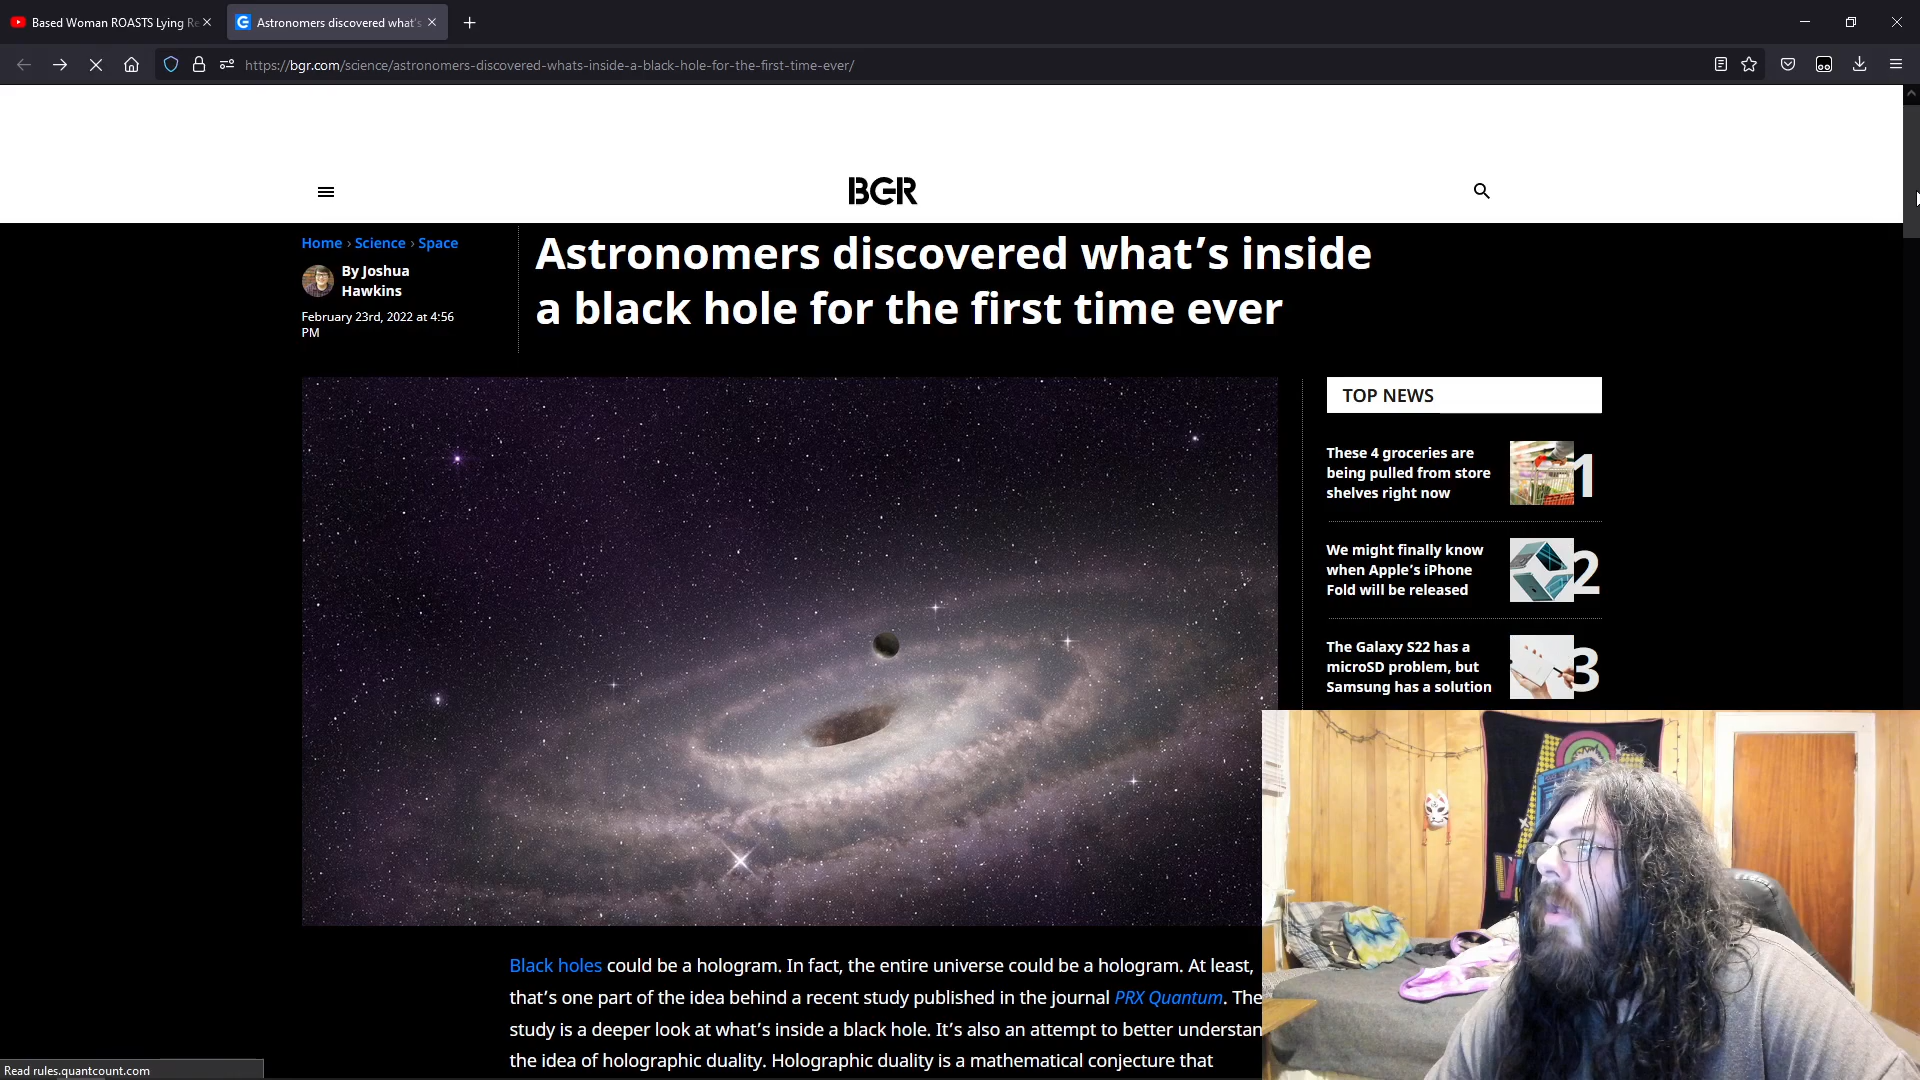 Based Woman ROASTS Lying Re
Astronomers discovered what's
https://bgr.com/science/astronomers-discovered-whats-inside-a-black-hole-for-the-first-time-ever/
BGR
Home › Science › Space
By Joshua
Hawkins
February 23rd, 2022 at 4:56
PM
Astronomers discovered what's inside
a black hole for the first time ever
TOP NEWS
These 4 groceries are
being pulled from store
shelves right now
1
We might finally know
when Apple's iPhone
Fold will be released
2
The Galaxy S22 has a
microSD problem, but
Samsung has a solution
3
Black holes could be a hologram. In fact, the entire universe could be a hologram. At least,
that's one part of the idea behind a recent study published in the journal PRX Quantum. The
study is a deeper look at what's inside a black hole. It's also an attempt to better understan
the idea of holographic duality. Holographic duality is a mathematical conjecture that
Read rules.quantcount.com